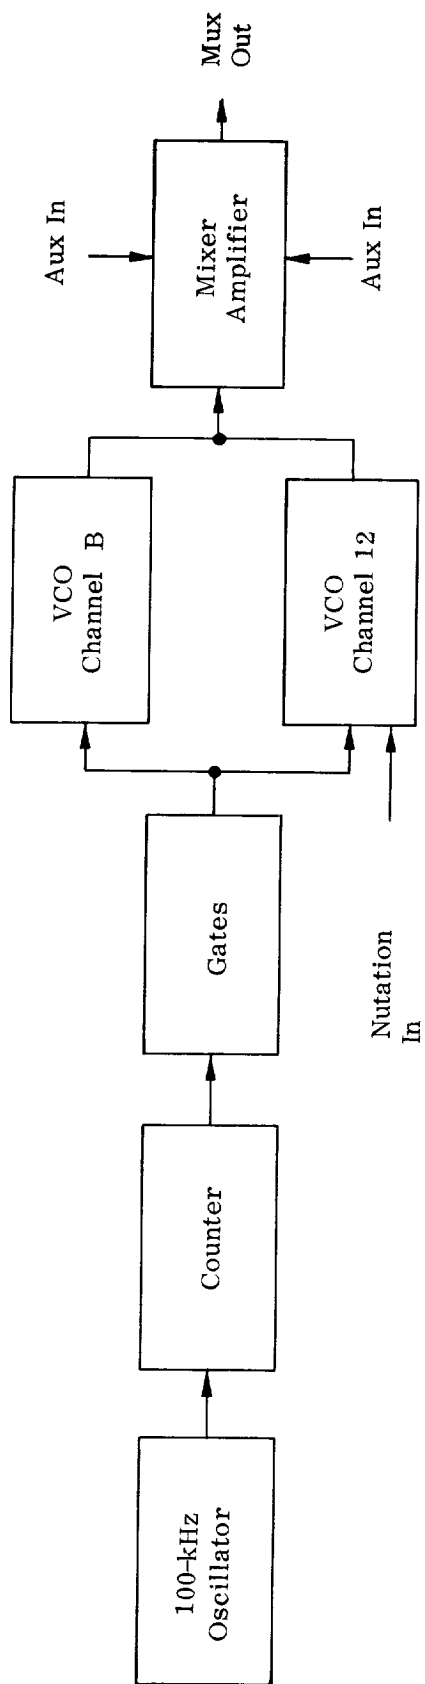 100-kHz
Oscillator
Counter
Gates
Nutation
In
VCO
Channel B
VCO
Channel 12
Aux In
Mixer
Amplifier
Aux In
Mux
Out